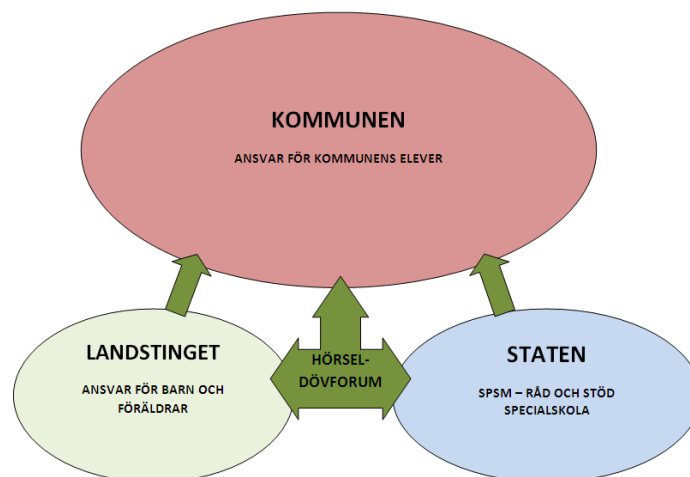 KOMMUNEN
ANSVAR FÖR KOMMUNENS ELEVER
LANDSTINGET
ANSVAR FÖR BARN OCH
FÖRÄLDRAR
HÖRSEL-
DÖVFORUM
STATEN
SPSM – RÅD OCH STÖD
SPECIALSKOLA